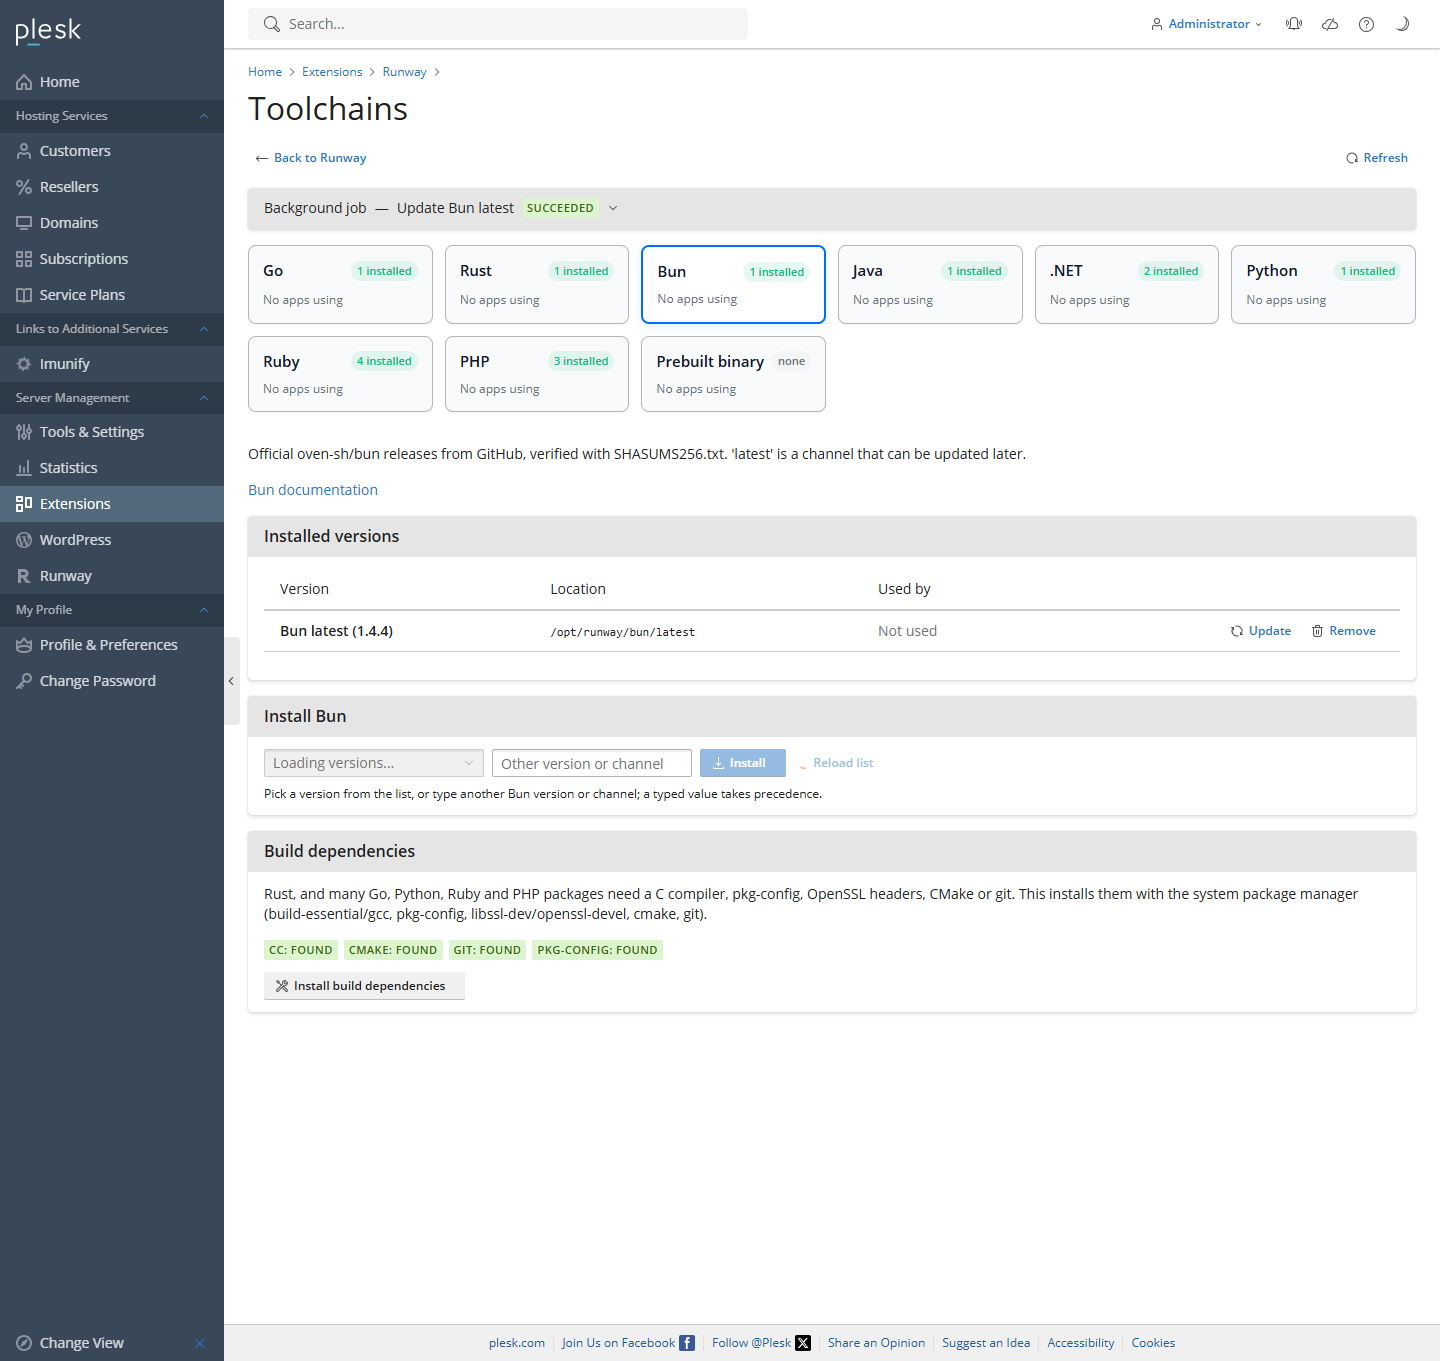 plesk
Search...
Administrator
Home
Hosting Services
Customers
Resellers
Domains
Subscriptions
Service Plans
Links to Additional Services
Imunify
Server Management
Tools & Settings
Statistics
Extensions
WordPress
Runway
My Profile
Profile & Preferences
Change Password
Change View
Home > Extensions > Runway >
Toolchains
← Back to Runway
Refresh
Background job — Update Bun latest SUCCEEDED
Go 1 installed
No apps using
Rust 1 installed
No apps using
Bun 1 installed
No apps using
Java 1 installed
No apps using
.NET 2 installed
No apps using
Python 1 installed
No apps using
Ruby 4 installed
No apps using
PHP 3 installed
No apps using
Prebuilt binary none
No apps using
Official oven-sh/bun releases from GitHub, verified with SHASUMS256.txt. 'latest' is a channel that can be updated later.
Bun documentation
Installed versions
Version Location Used by
Bun latest (1.4.4) /opt/runway/bun/latest Not used Update Remove
Install Bun
Loading versions... Other version or channel Install Reload list
Pick a version from the list, or type another Bun version or channel; a typed value takes precedence.
Build dependencies
Rust, and many Go, Python, Ruby and PHP packages need a C compiler, pkg-config, OpenSSL headers, CMake or git. This installs them with the system package manager
(build-essential/gcc, pkg-config, libssl-dev/openssl-devel, cmake, git).
CC: FOUND CMAKE: FOUND GIT: FOUND PKG-CONFIG: FOUND
Install build dependencies
plesk.com Join Us on Facebook Follow @Plesk Share an Opinion Suggest an Idea Accessibility Cookies